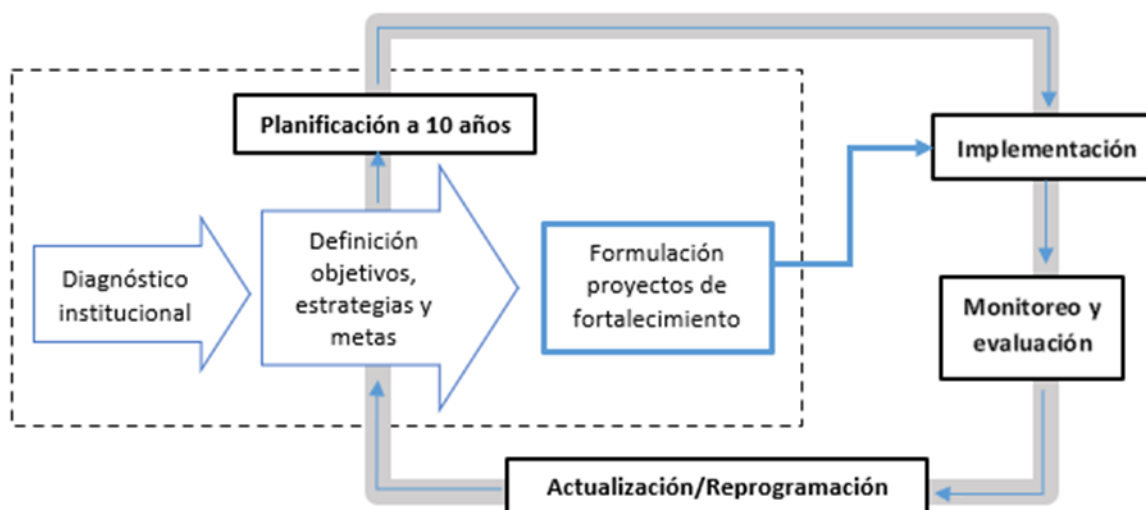 Planificación a 10 años
Implementación
Diagnóstico
institucional
Definición
objetivos,
estrategias y
metas
Formulación
proyectos de
fortalecimiento
Monitoreo y
evaluación
Actualización/Reprogramación